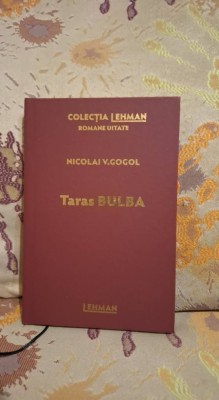 COLECȚIA LEHMAN
ROMANE UITATE
NICOLAI V.GOGOL
Taras BULBA
LEHMAN